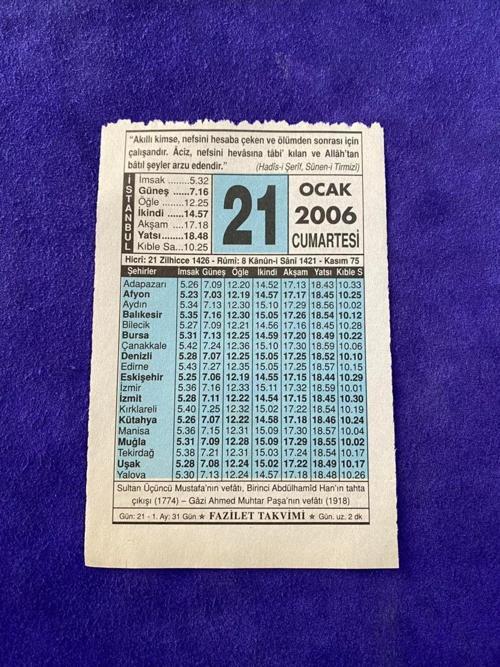 “Akıllı kimse, nefsini hesaba çeken ve ölümden sonrası için
çalışandır. Âciz, nefsini hevâsına tâbi’ kılan ve Allâh’tan
bâtıl şeyler arzu edendir.” (Hadîs-i Şerîf, Sünen-i Tirmizî)
İSTANBUL
İmsak ........5.32
Güneş ......7.16
Öğle .......12.25
İkindi ......14.57
Akşam ....17.18
Yatsı.......18.48
Kıble Sa...10.25
21
OCAK
2006
CUMARTESİ
Hicrî: 21 Zilhicce 1426 - Rûmî: 8 Kânûn-i Sânî 1421 - Kasım 75
Şehirler İmsak Güneş Öğle İkindi Akşam Yatsı Kıble S
Adapazarı 5.26 7.09 12.20 14.52 17.13 18.43 10.33
Afyon 5.23 7.03 12.19 14.57 17.17 18.45 10.29
Aydın 5.34 7.13 12.30 15.10 17.29 18.56 10.02
Balıkesir 5.35 7.16 12.30 15.05 17.26 18.54 10.12
Bilecik 5.27 7.09 12.21 14.56 17.16 18.45 10.28
Bursa 5.31 7.13 12.25 14.59 17.20 18.49 10.22
Çanakkale 5.42 7.24 12.36 15.10 17.30 18.59 10.06
Denizli 5.28 7.07 12.25 15.05 17.25 18.52 10.10
Edirne 5.43 7.27 12.35 15.05 17.25 18.57 10.15
Eskişehir 5.25 7.06 12.19 14.55 17.15 18.44 10.29
İzmir 5.36 7.16 12.33 15.11 17.32 18.59 10.01
İzmit 5.28 7.11 12.22 14.54 17.15 18.45 10.30
Kırklareli 5.40 7.25 12.32 15.02 17.22 18.54 10.19
Kütahya 5.26 7.07 12.22 14.58 17.18 18.46 10.24
Manisa 5.36 7.15 12.31 15.09 17.30 18.57 10.04
Muğla 5.31 7.09 12.28 15.09 17.29 18.55 10.02
Tekirdağ 5.38 7.21 12.31 15.03 17.24 18.54 10.17
Uşak 5.28 7.08 12.24 15.02 17.22 18.49 10.17
Yalova 5.30 7.13 12.24 14.57 17.18 18.48 10.26
Sultan Üçüncü Mustafa’nın vefâtı, Birinci Abdülhamîd Han’ın tahta
çıkışı (1774) – Gâzi Ahmed Muhtar Paşa’nın vefâtı (1918)
Gün: 21 - 1. Ay; 31 Gün ★ FAZİLET TAKVİMİ ★ Gün. uz. 2 dk